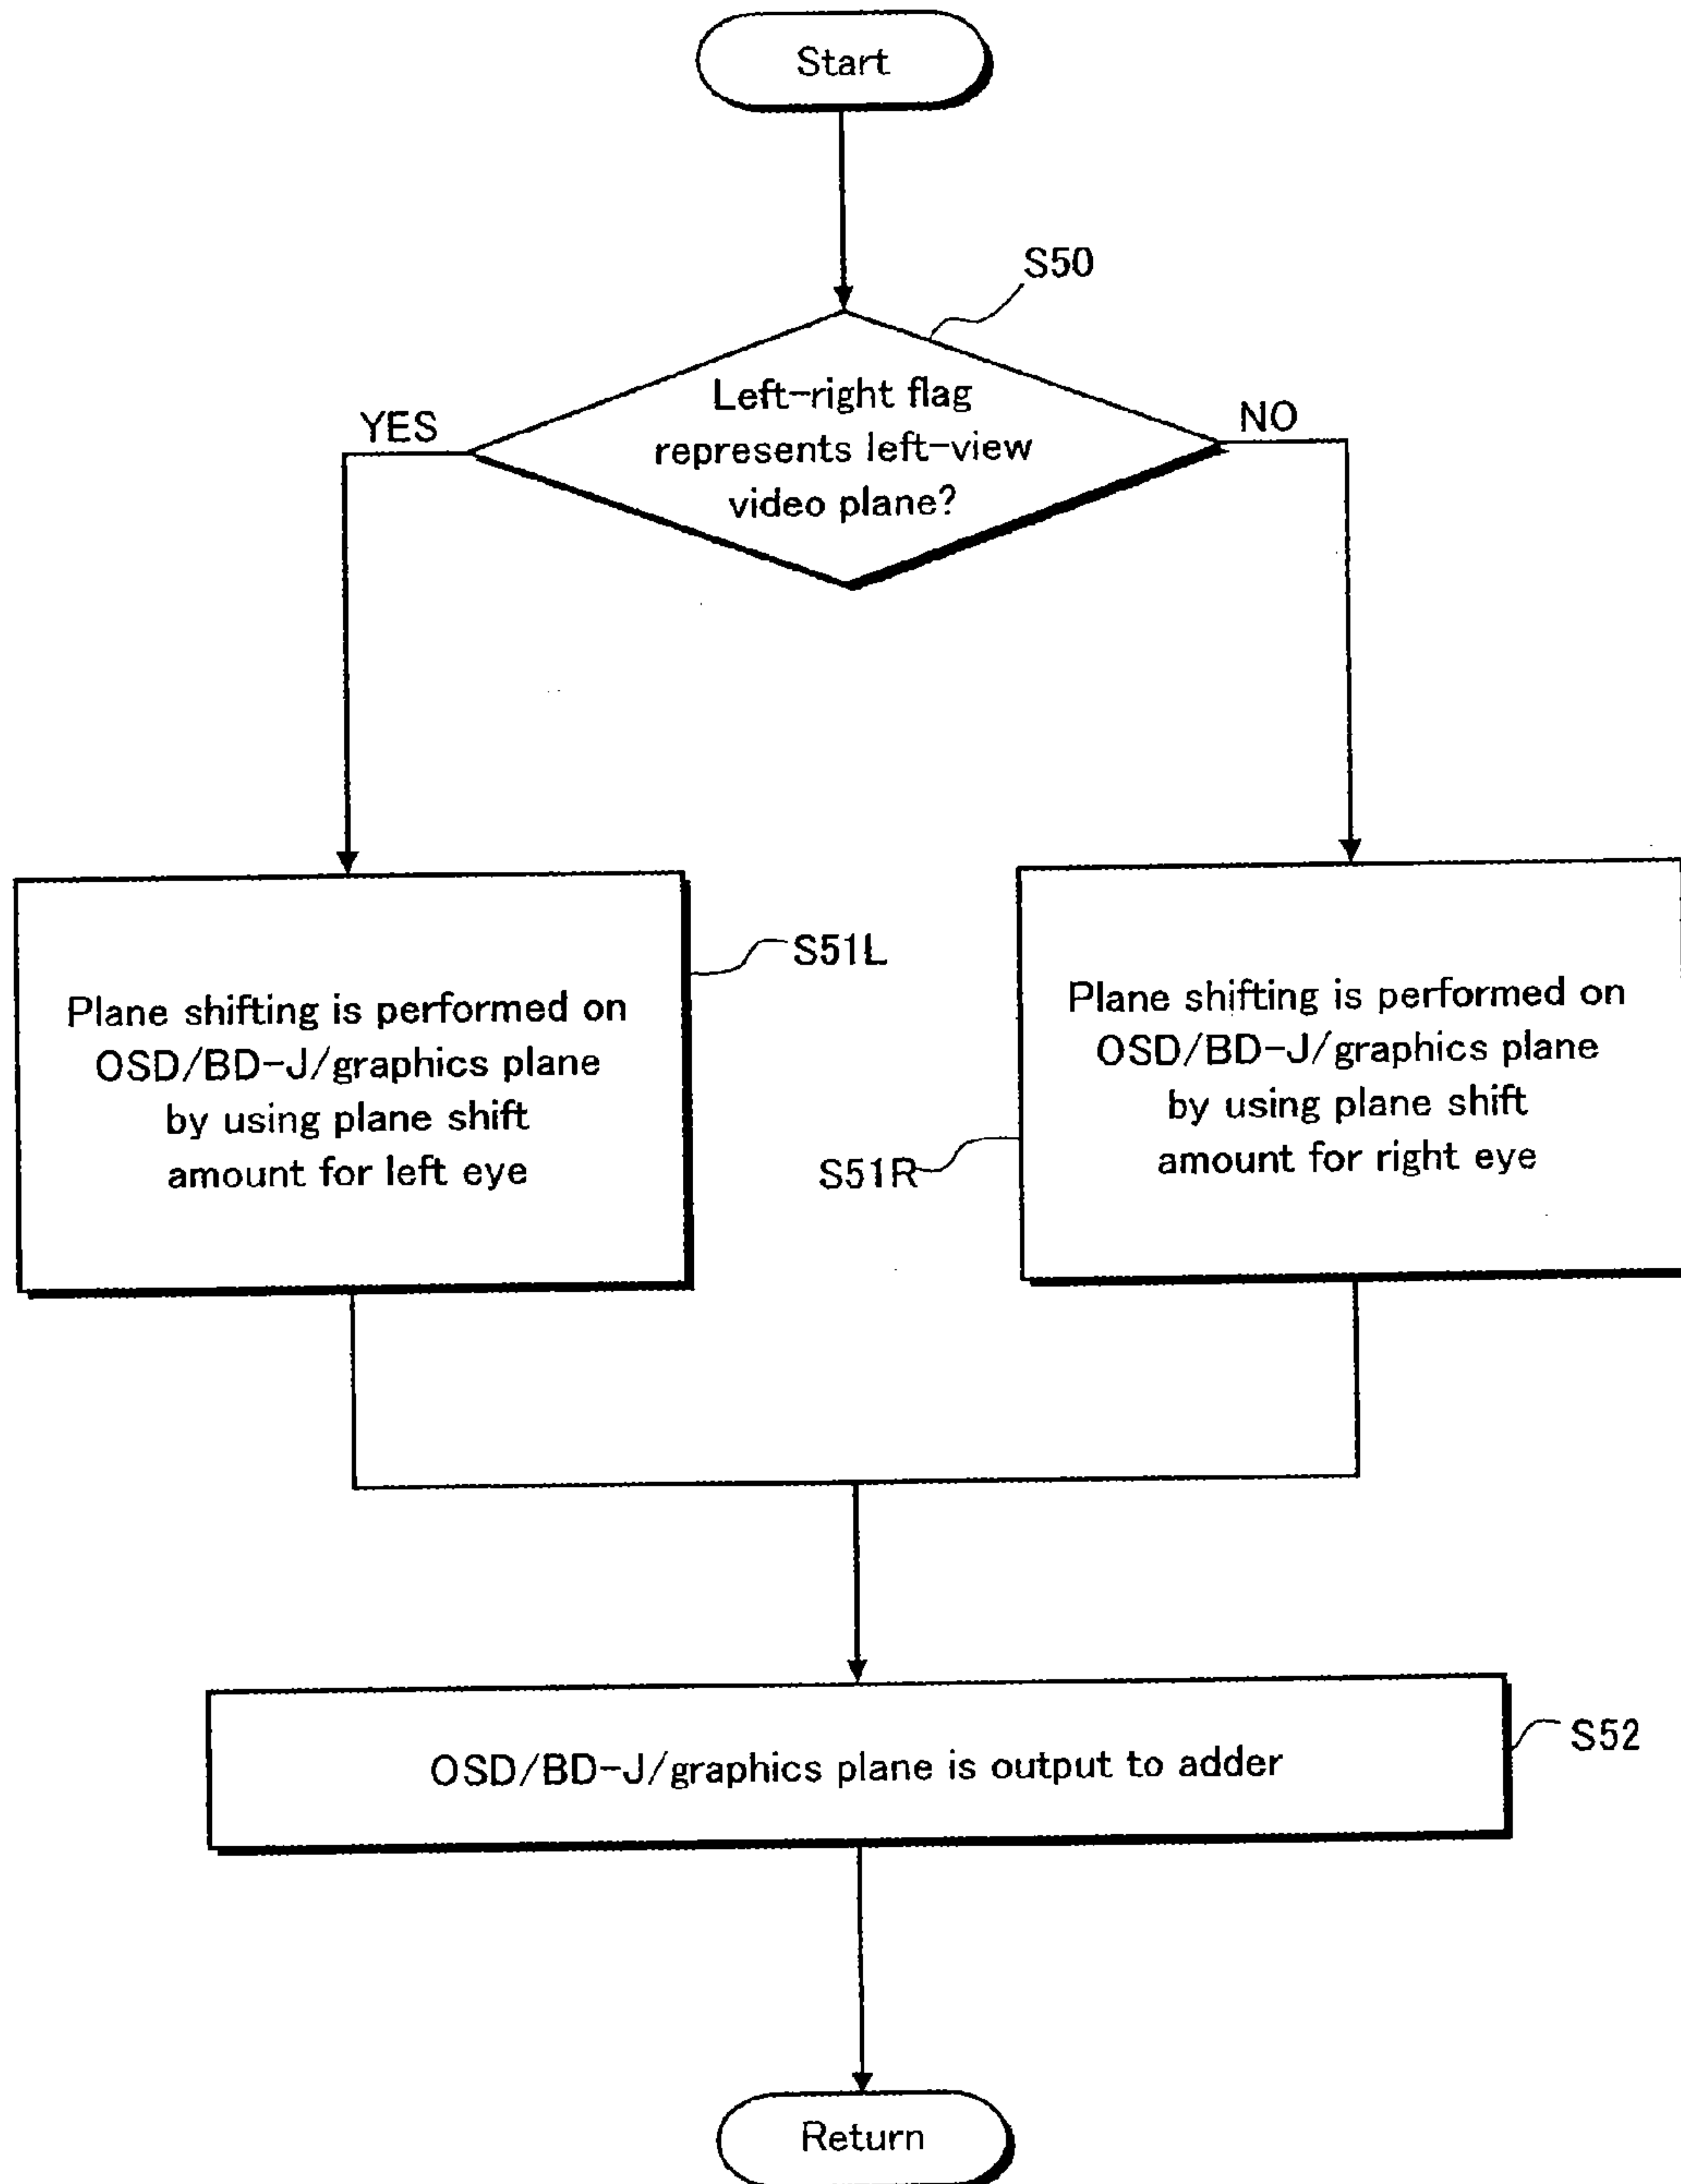 Start
S50
Left-right flag
represents left-view
video plane?
YES
NO
S51L
Plane shifting is performed on
OSD/BD-J/graphics plane
by using plane shift
amount for left eye
Plane shifting is performed on
OSD/BD-J/graphics plane
by using plane shift
amount for right eye
S51R
OSD/BD-J/graphics plane is output to adder
S52
Return